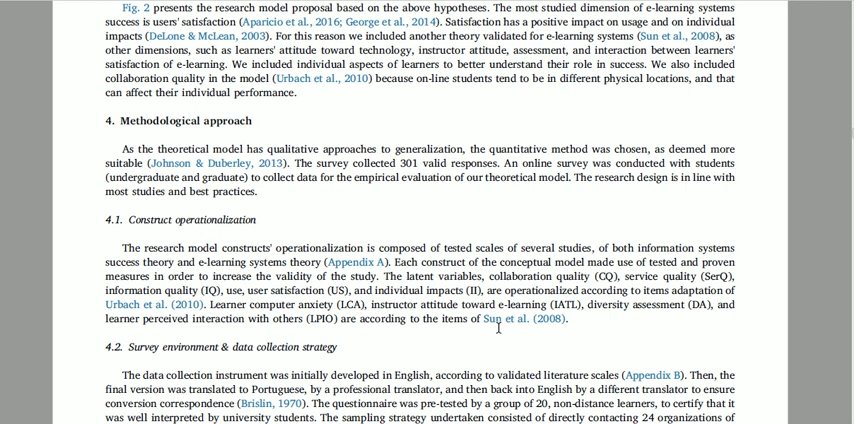 Fig. 2 presents the research model proposal based on the above hypotheses. The most studied dimension of e-learning systems
success is users' satisfaction (Aparicio et al., 2016; George et al., 2014). Satisfaction has a positive impact on usage and on individual
impacts (DeLone & McLean, 2003). For this reason we included another theory validated for e-learning systems (Sun et al., 2008), as
other dimensions, such as learners' attitude toward technology, instructor attitude, assessment, and interaction between learners'
satisfaction of e-learning. We included individual aspects of learners to better understand their role in success. We also included
collaboration quality in the model (Urbach et al., 2010) because on-line students tend to be in different physical locations, and that
can affect their individual performance.
4. Methodological approach
As the theoretical model has qualitative approaches to generalization, the quantitative method was chosen, as deemed more
suitable (Johnson & Duberley, 2013). The survey collected 301 valid responses. An online survey was conducted with students
(undergraduate and graduate) to collect data for the empirical evaluation of our theoretical model. The research design is in line with
most studies and best practices.
4.1. Construct operationalization
The research model constructs' operationalization is composed of tested scales of several studies, of both information systems
success theory and e-learning systems theory (Appendix A). Each construct of the conceptual model made use of tested and proven
measures in order to increase the validity of the study. The latent variables, collaboration quality (CQ), service quality (SerQ),
information quality (IQ), use, user satisfaction (US), and individual impacts (II), are operationalized according to items adaptation of
Urbach et al. (2010). Learner computer anxiety (LCA), instructor attitude toward e-learning (IATL), diversity assessment (DA), and
learner perceived interaction with others (LPIO) are according to the items of Sun et al. (2008).
4.2. Survey environment & data collection strategy
The data collection instrument was initially developed in English, according to validated literature scales (Appendix B). Then, the
final version was translated to Portuguese, by a professional translator, and then back into English by a different translator to ensure
conversion correspondence (Brislin, 1970). The questionnaire was pre-tested by a group of 20, non-distance learners, to certify that it
was well interpreted by university students. The sampling strategy undertaken consisted of directly contacting 24 organizations of